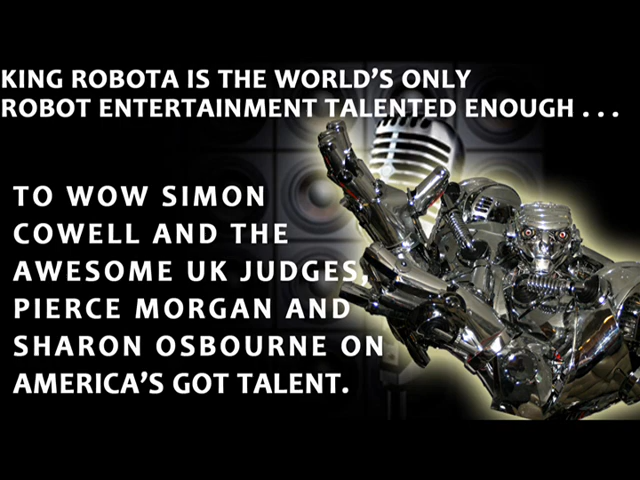 KING ROBOTA IS THE WORLD'S ONLY
ROBOT ENTERTAINMENT TALENTED ENOUGH . . .
TO WOW SIMON
COWELL AND THE
AWESOME UK JUDGES,
PIERCE MORGAN AND
SHARON OSBOURNE ON
AMERICA'S GOT TALENT.